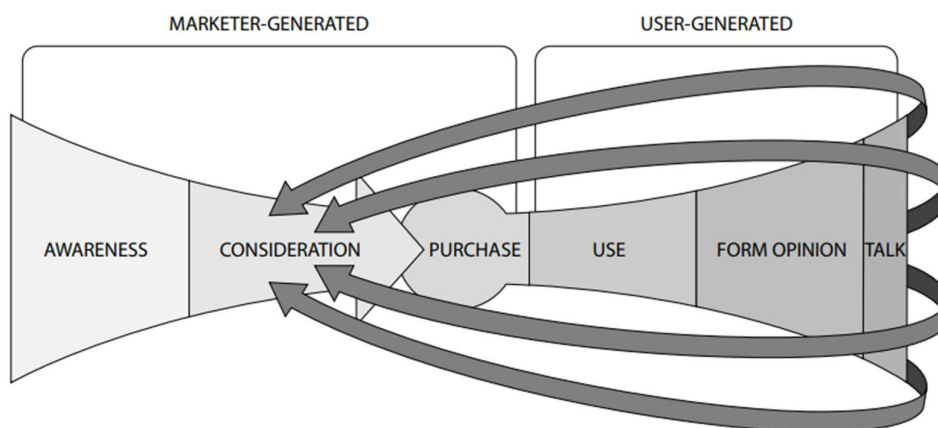 MARKETER-GENERATED
USER-GENERATED
AWARENESS
CONSIDERATION
PURCHASE
USE
FORM OPINION
TALK